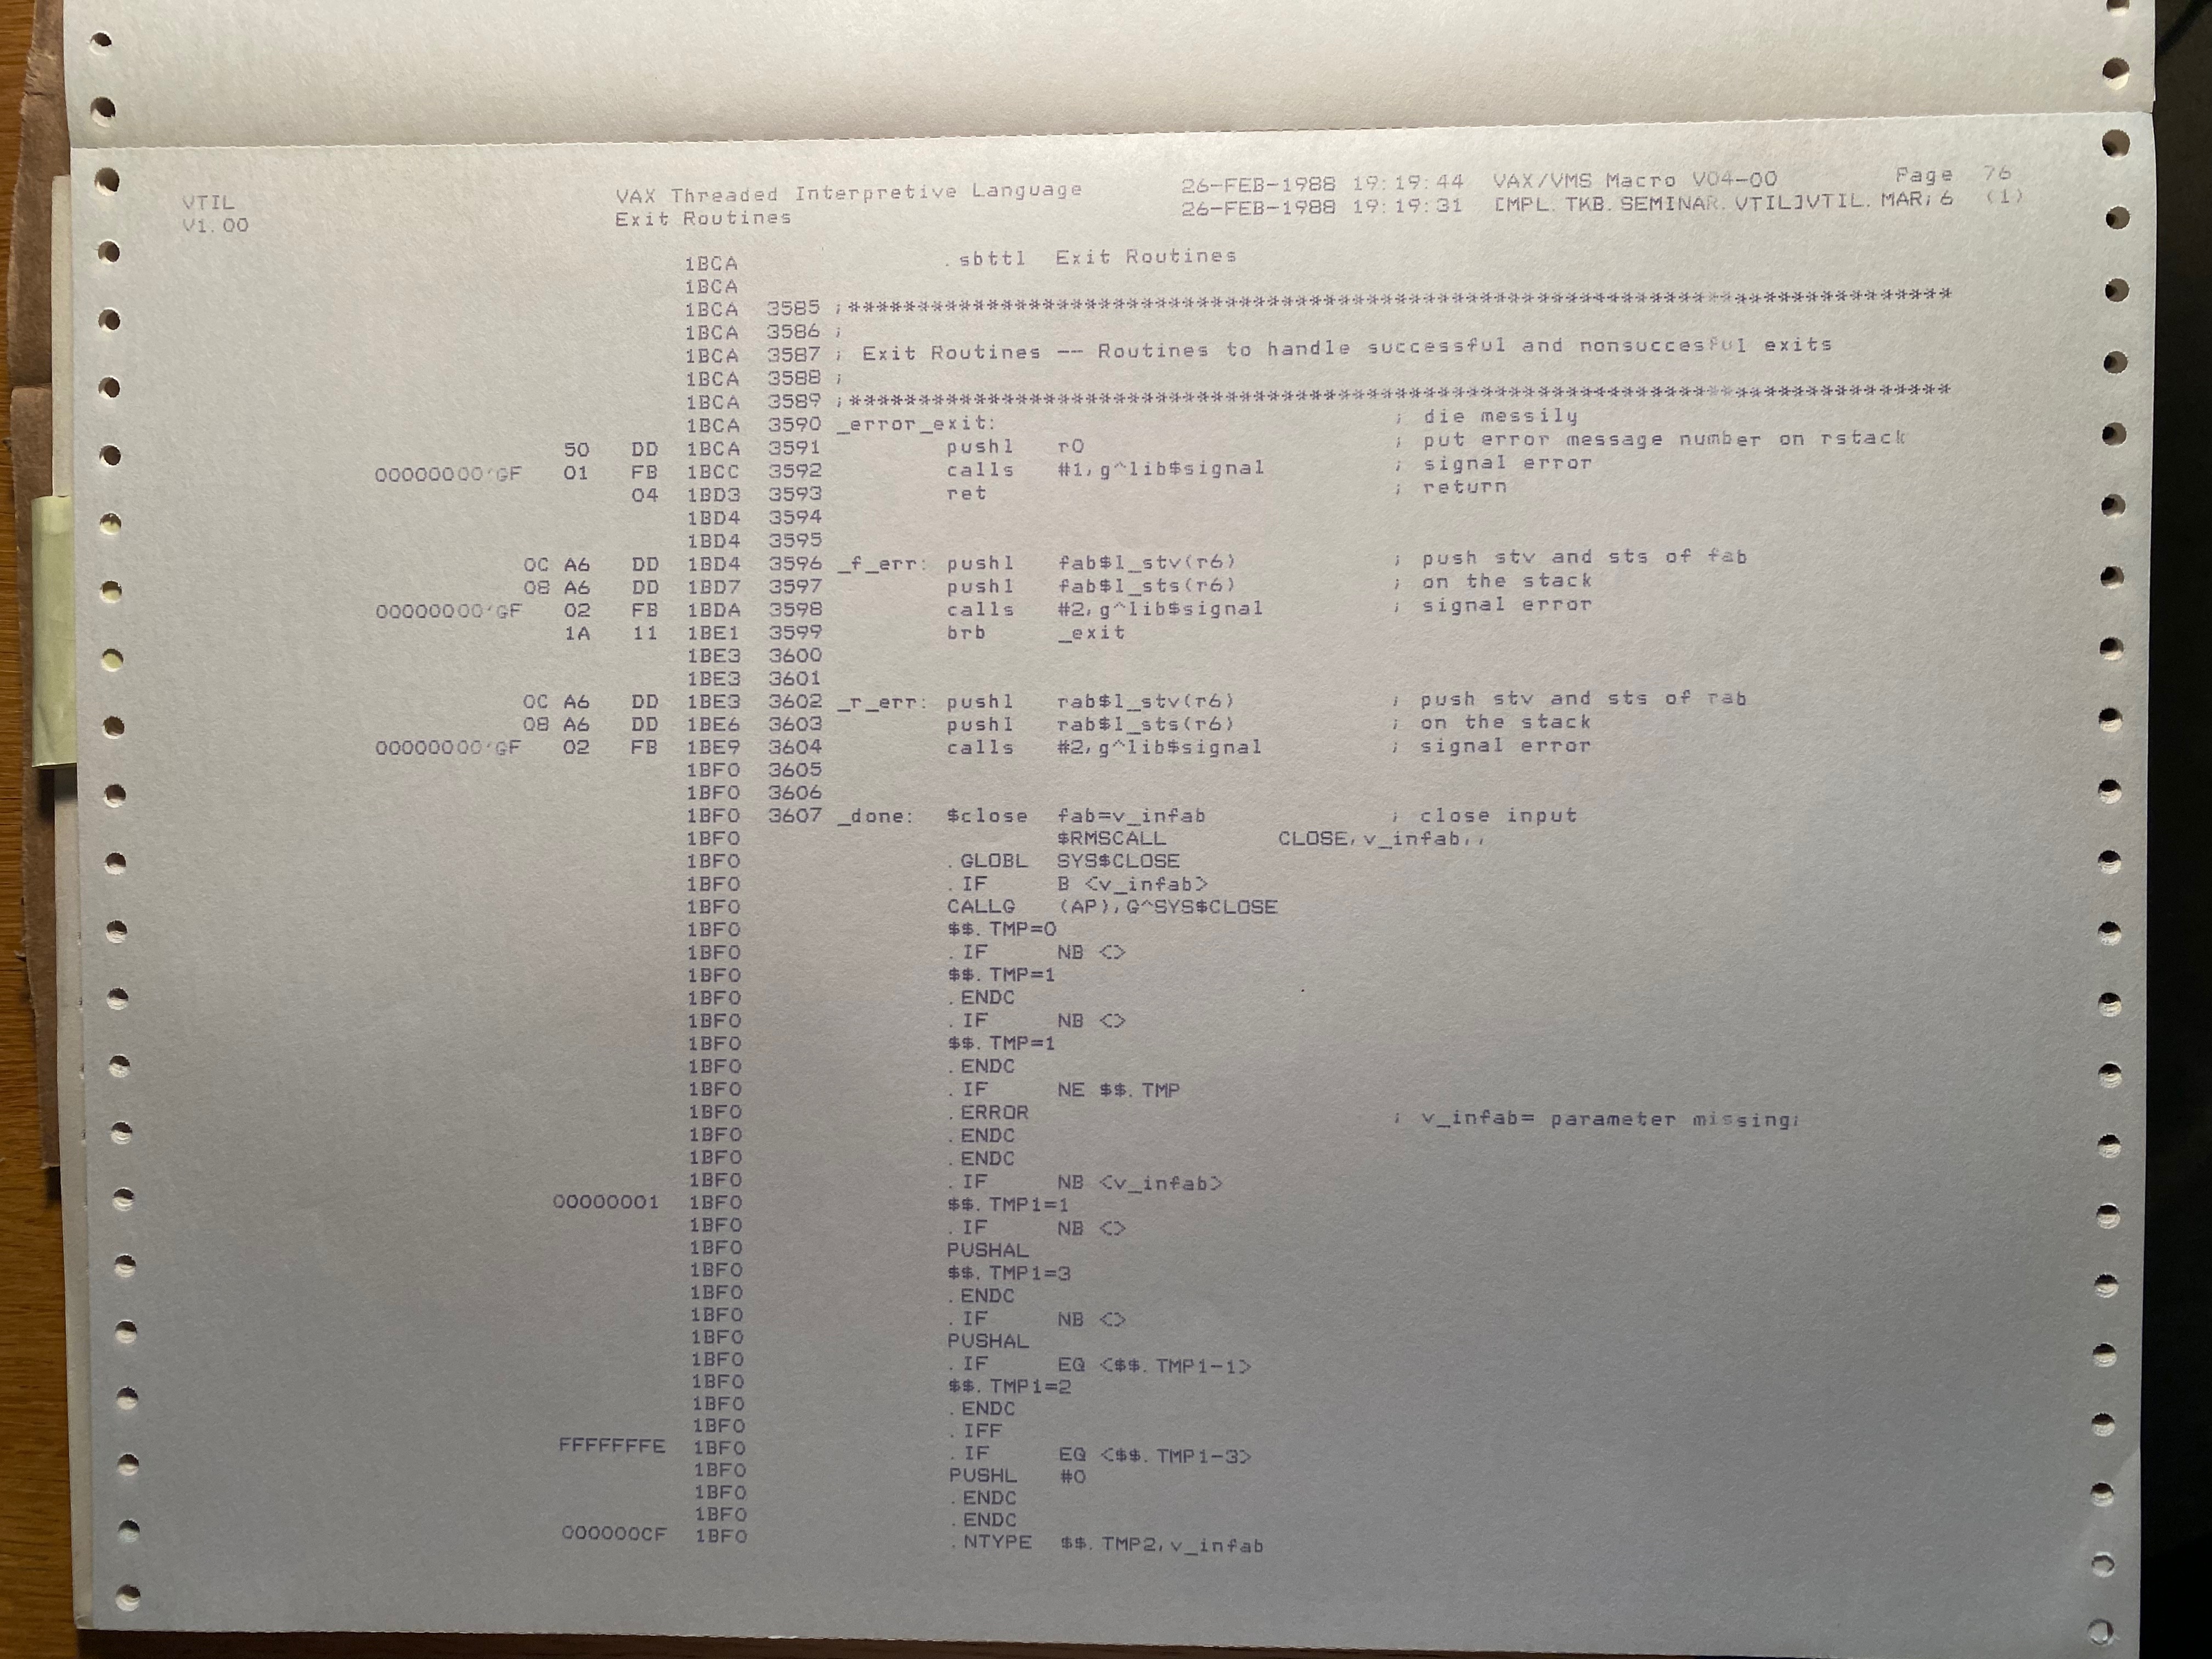 VTIL VAX Threaded Interpretive Language 26-FEB-1988 19:19:44 VAX/VMS Macro V04-00 Page 76
V1.00 Exit Routines 26-FEB-1988 19:19:31 [MPL.TKB.SEMINAR.VTIL]VTIL.MAR;6 (1)
1BCA .sbttl Exit Routines
1BCA
1BCA 3585 ;*******************************************************************************
1BCA 3586 ;
1BCA 3587 ; Exit Routines -- Routines to handle successful and nonsuccesful exits
1BCA 3588 ;
1BCA 3589 ;*******************************************************************************
1BCA 3590 _error_exit: ; die messily
50 DD 1BCA 3591 pushl r0 ; put error message number on rstack
00000000'GF 01 FB 1BCC 3592 calls #1,g^lib$signal ; signal error
04 1BD3 3593 ret ; return
1BD4 3594
1BD4 3595
0C A6 DD 1BD4 3596 _f_err: pushl fab$l_stv(r6) ; push stv and sts of fab
08 A6 DD 1BD7 3597 pushl fab$l_sts(r6) ; on the stack
00000000'GF 02 FB 1BDA 3598 calls #2,g^lib$signal ; signal error
1A 11 1BE1 3599 brb _exit
1BE3 3600
1BE3 3601
0C A6 DD 1BE3 3602 _r_err: pushl rab$l_stv(r6) ; push stv and sts of rab
08 A6 DD 1BE6 3603 pushl rab$l_sts(r6) ; on the stack
00000000'GF 02 FB 1BE9 3604 calls #2,g^lib$signal ; signal error
1BF0 3605
1BF0 3606
1BF0 3607 _done: $close fab=v_infab ; close input
1BF0 $RMSCALL CLOSE,v_infab,,
1BF0 .GLOBL SYS$CLOSE
1BF0 .IF B <v_infab>
1BF0 CALLG (AP),G^SYS$CLOSE
1BF0 $$.TMP=0
1BF0 .IF NB <>
1BF0 $$.TMP=1
1BF0 .ENDC
1BF0 .IF NB <>
1BF0 $$.TMP=1
1BF0 .ENDC
1BF0 .IF NE $$.TMP
1BF0 .ERROR ; v_infab= parameter missing;
1BF0 .ENDC
1BF0 .ENDC
1BF0 .IF NB <v_infab>
00000001 1BF0 $$.TMP1=1
1BF0 .IF NB <>
1BF0 PUSHAL
1BF0 $$.TMP1=3
1BF0 .ENDC
1BF0 .IF NB <>
1BF0 PUSHAL
1BF0 .IF EQ <$$.TMP1-1>
1BF0 $$.TMP1=2
1BF0 .ENDC
1BF0 .IFF
FFFFFFFE 1BF0 .IF EQ <$$.TMP1-3>
1BF0 PUSHL #0
1BF0 .ENDC
1BF0 .ENDC
000000CF 1BF0 .NTYPE $$.TMP2,v_infab